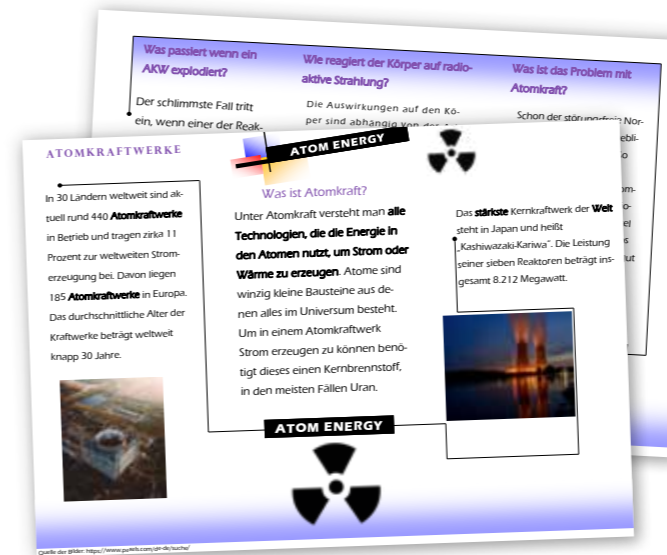 Was passiert wenn ein
AKW explodiert?
Der schlimmste Fall tritt
ein, wenn einer der Reak-
Wie reagiert der Körper auf radio-
aktive Strahlung?
Die Auswirkungen auf den Kö-
per sind abhängig von der
Was ist das Problem mit
Atomkraft?
Schon der störungsfreie Nor-
ATOMKRAFTWERKE
In 30 Ländern weltweit sind ak-
tuell rund 440 Atomkraftwerke
in Betrieb und tragen zirka 11
Prozent zur weltweiten Strom-
erzeugung bei. Davon liegen
185 Atomkraftwerke in Europa.
Das durchschnittliche Alter der
Kraftwerke beträgt weltweit
knapp 30 Jahre.
ATOM ENERGY
Was ist Atomkraft?
Unter Atomkraft versteht man alle
Technologien, die die Energie in
den Atomen nutzt, um Strom oder
Wärme zu erzeugen. Atome sind
winzig kleine Bausteine aus de-
nen alles im Universum besteht.
Um in einem Atomkraftwerk
Strom erzeugen zu können benö-
tigt dieses einen Kernbrennstoff,
in den meisten Fällen Uran.
ATOM ENERGY
Das stärkste Kernkraftwerk der Welt
steht in Japan und heißt
„Kashiwazaki-Kariwa“. Die Leistung
seiner sieben Reaktoren beträgt ins-
gesamt 8.212 Megawatt.
Quelle der Bilder: https://www.pexels.com/de-de/suche/